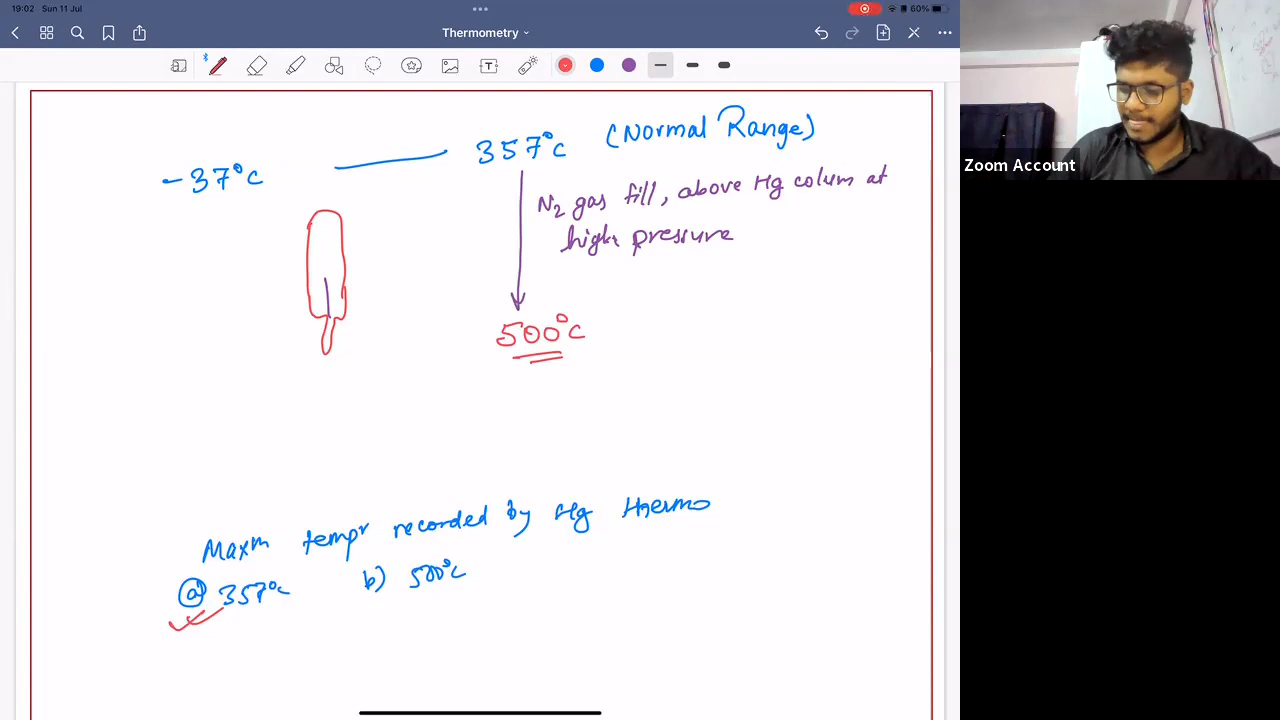 19:02 Sun 11 Jul
60%
Thermometry
T
-37°C — 357°C (Normal Range)
N2 gas fill, above Hg colum at
high pressure
500°C
Maxm tempr recorded by Hg Thermo
a 357°C b) 500°C
Zoom Account